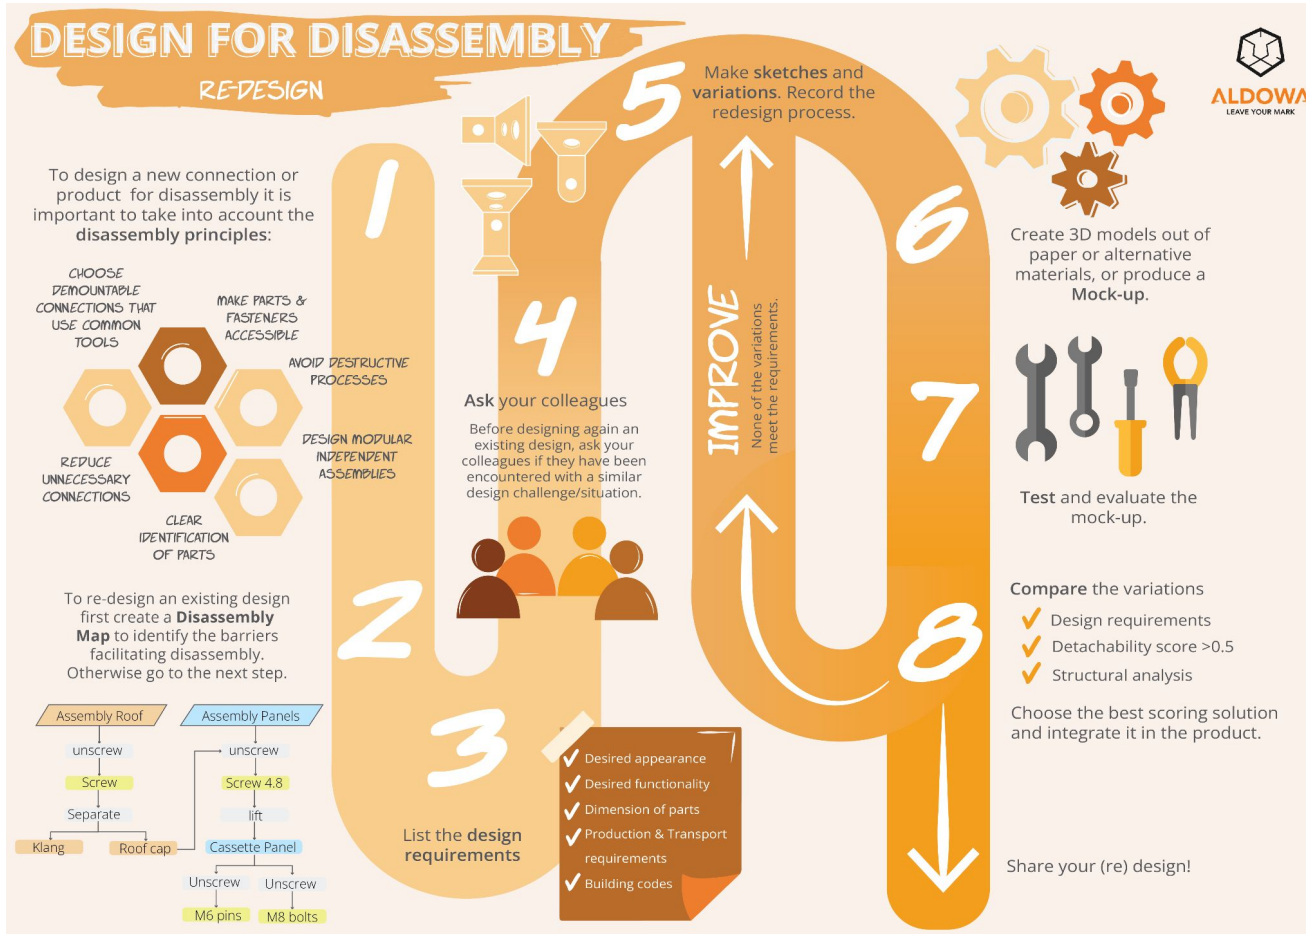 DESIGN FOR DISASSEMBLY
RE-DESIGN
ALDOWA
LEAVE YOUR MARK
1
To design a new connection or
product for disassembly it is
important to take into account the
disassembly principles:
CHOOSE
DEMOUNTABLE
CONNECTIONS THAT
USE COMMON
TOOLS
MAKE PARTS &
FASTENERS
ACCESSIBLE
AVOID DESTRUCTIVE
PROCESSES
DESIGN MODULAR
INDEPENDENT
ASSEMBLIES
REDUCE
UNNECESSARY
CONNECTIONS
CLEAR
IDENTIFICATION
OF PARTS
2
To re-design an existing design
first create a Disassembly
Map to identify the barriers
facilitating disassembly.
Otherwise go to the next step.
Assembly Roof
unscrew
Screw
Separate
Klang
Roof cap
Assembly Panels
unscrew
Screw 4.8
lift
Cassette Panel
Unscrew
Unscrew
M6 pins
M8 bolts
3
List the design
requirements
Desired appearance
Desired functionality
Dimension of parts
Production & Transport
requirements
Building codes
4
Ask your colleagues
Before designing again an
existing design, ask your
colleagues if they have been
encountered with a similar
design challenge/situation.
5
Make sketches and
variations. Record the
redesign process.
IMPROVE
None of the variations
meet the requirements.
6
Create 3D models out of
paper or alternative
materials, or produce a
Mock-up.
7
Test and evaluate the
mock-up.
8
Compare the variations
Design requirements
Detachability score >0.5
Structural analysis
Choose the best scoring solution
and integrate it in the product.
Share your (re) design!